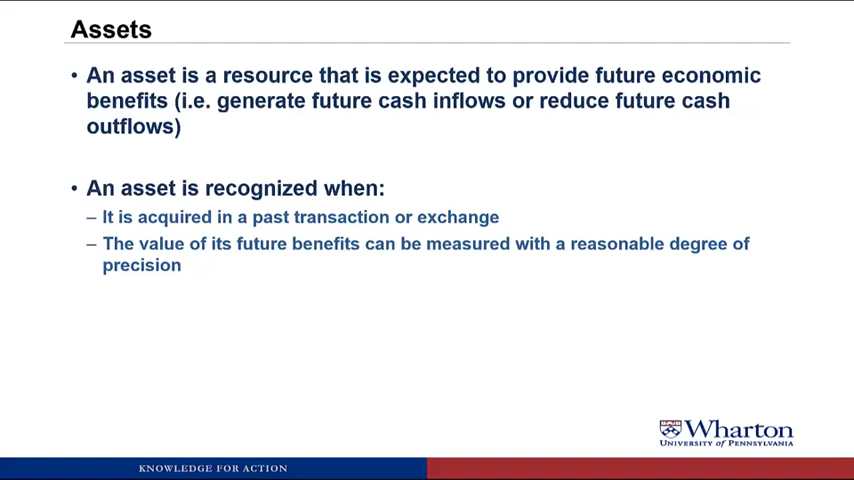 Assets
• An asset is a resource that is expected to provide future economic
benefits (i.e. generate future cash inflows or reduce future cash
outflows)
• An asset is recognized when:
– It is acquired in a past transaction or exchange
– The value of its future benefits can be measured with a reasonable degree of
precision
Wharton
UNIVERSITY of PENNSYLVANIA
KNOWLEDGE FOR ACTION